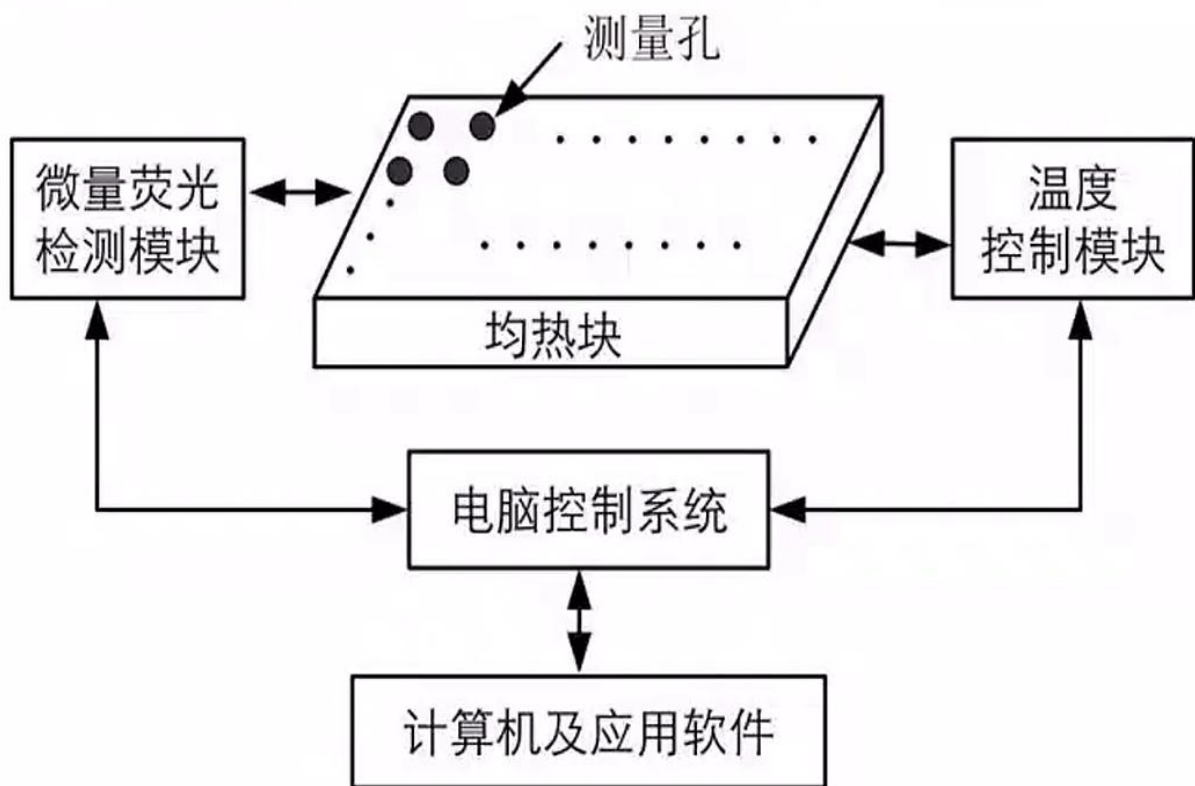 测量孔
微量荧光
检测模块
温度
控制模块
均热块
电脑控制系统
计算机及应用软件